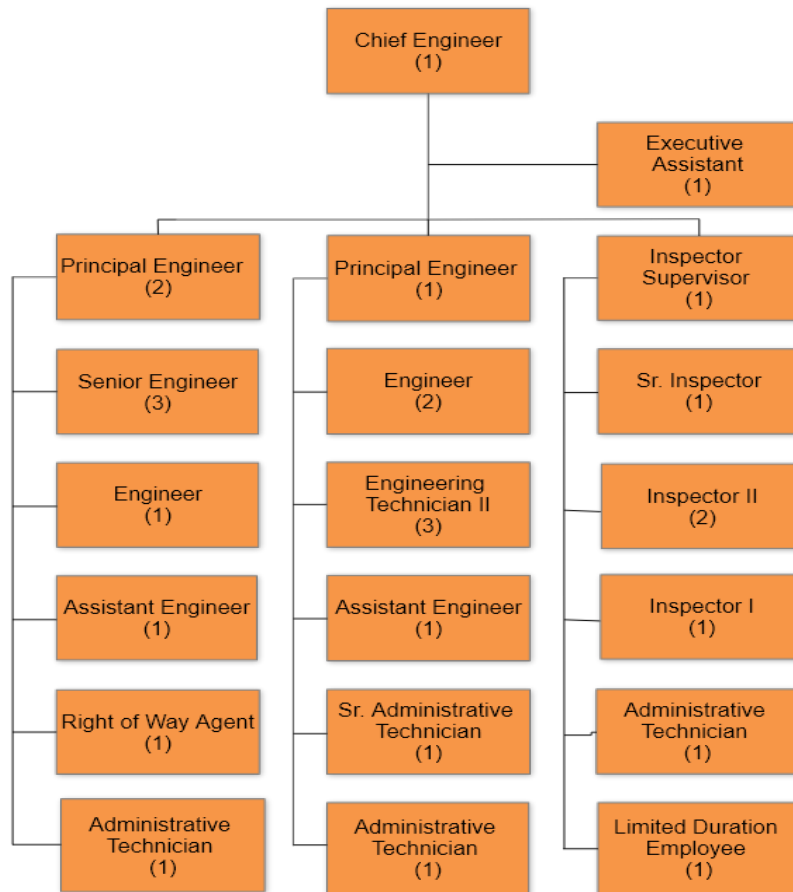 Chief Engineer
(1)
Executive
Assistant
(1)
Principal Engineer
(2)
Senior Engineer
(3)
Engineer
(1)
Assistant Engineer
(1)
Right of Way Agent
(1)
Administrative
Technician
(1)
Principal Engineer
(1)
Engineer
(2)
Engineering
Technician II
(3)
Assistant Engineer
(1)
Sr. Administrative
Technician
(1)
Administrative
Technician
(1)
Inspector
Supervisor
(1)
Sr. Inspector
(1)
Inspector II
(2)
Inspector I
(1)
Administrative
Technician
(1)
Limited Duration
Employee
(1)